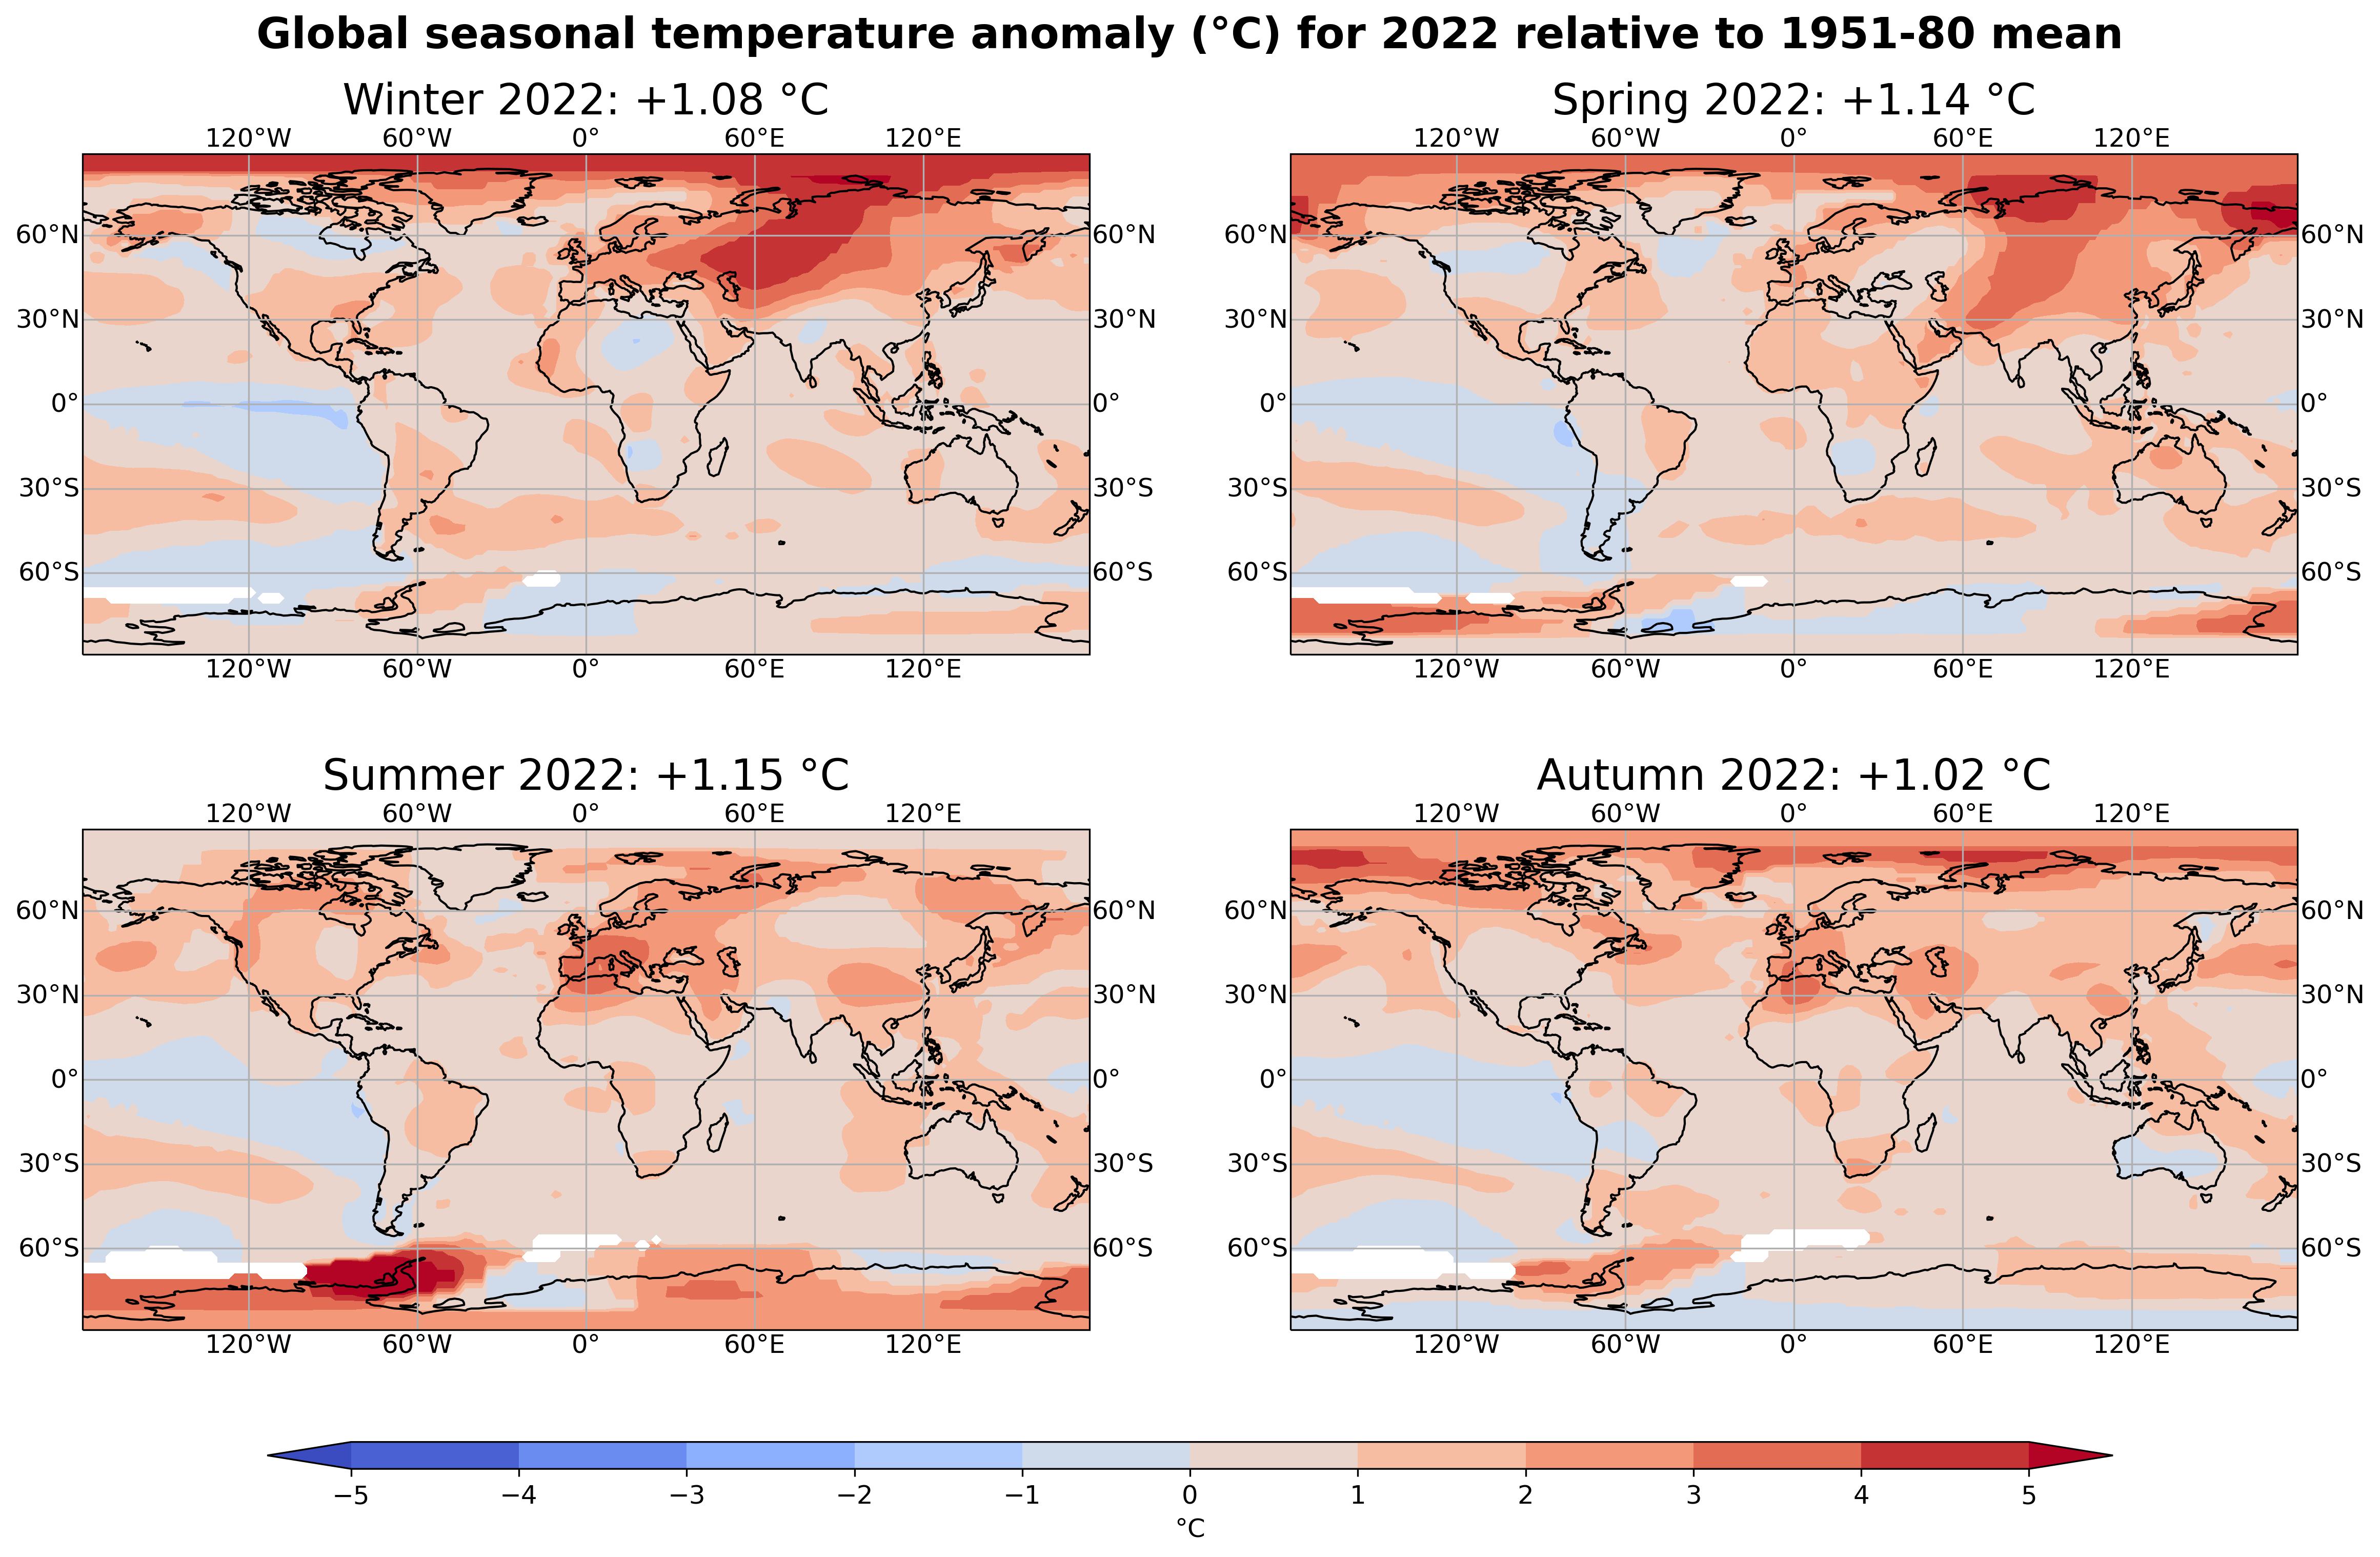 Global seasonal temperature anomaly (°C) for 2022 relative to 1951-80 mean
Winter 2022: +1.08 °C
120°W 60°W 0° 60°E 120°E
60°N 60°N
30°N 30°N
0° 0°
30°S 30°S
60°S 60°S
120°W 60°W 0° 60°E 120°E
Spring 2022: +1.14 °C
120°W 60°W 0° 60°E 120°E
60°N 60°N
30°N 30°N
0° 0°
30°S 30°S
60°S 60°S
120°W 60°W 0° 60°E 120°E
Summer 2022: +1.15 °C
120°W 60°W 0° 60°E 120°E
60°N 60°N
30°N 30°N
0° 0°
30°S 30°S
60°S 60°S
120°W 60°W 0° 60°E 120°E
Autumn 2022: +1.02 °C
120°W 60°W 0° 60°E 120°E
60°N 60°N
30°N 30°N
0° 0°
30°S 30°S
60°S 60°S
120°W 60°W 0° 60°E 120°E
−5 −4 −3 −2 −1 0 1 2 3 4 5
°C